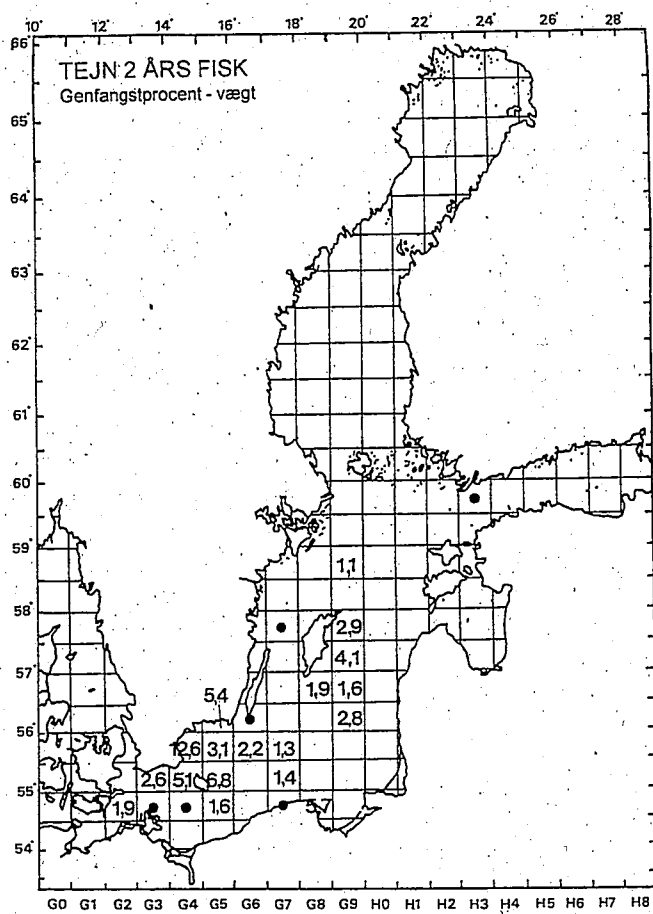 10° 12° 14° 16° 18° 20° 22° 24° 26° 28°
66°
TEJN 2 ÅRS FISK
Genfangstprocent - vægt
65°
64°
63°
62°
61°
60°
59°
1,1
58°
2,9
57°
4,1
5,4 1,9 1,6
56°
2,8
12,6 3,1 2,2 1,3
2,6 5,1 6,8 1,4
55°
1,9 1,6 5,7
54°
G0 G1 G2 G3 G4 G5 G6 G7 G8 G9 H0 H1 H2 H3 H4 H5 H6 H7 H8